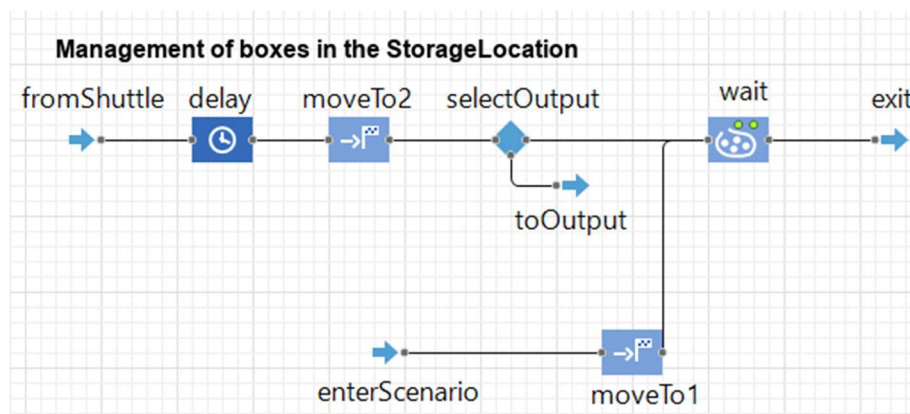 Management of boxes in the StorageLocation
fromShuttle delay moveTo2 selectOutput wait exit
toOutput
enterScenario moveTo1